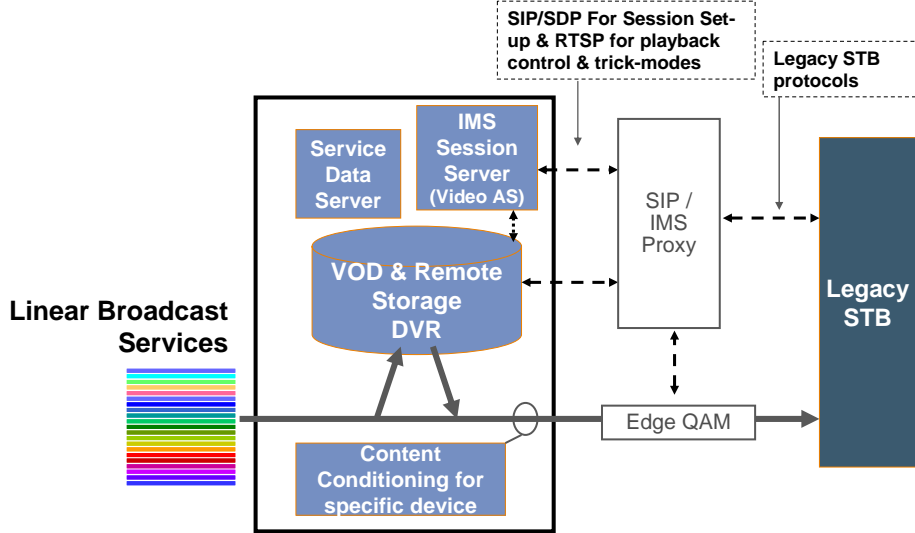 SIP/SDP For Session Set-
up & RTSP for playback
control & trick-modes
Legacy STB
protocols
IMS
Session
Server
(Video AS)
Service
Data
Server
SIP /
IMS
Proxy
VOD & Remote
Storage
DVR
Legacy
STB
Linear Broadcast
Services
Edge QAM
Content
Conditioning for
specific device